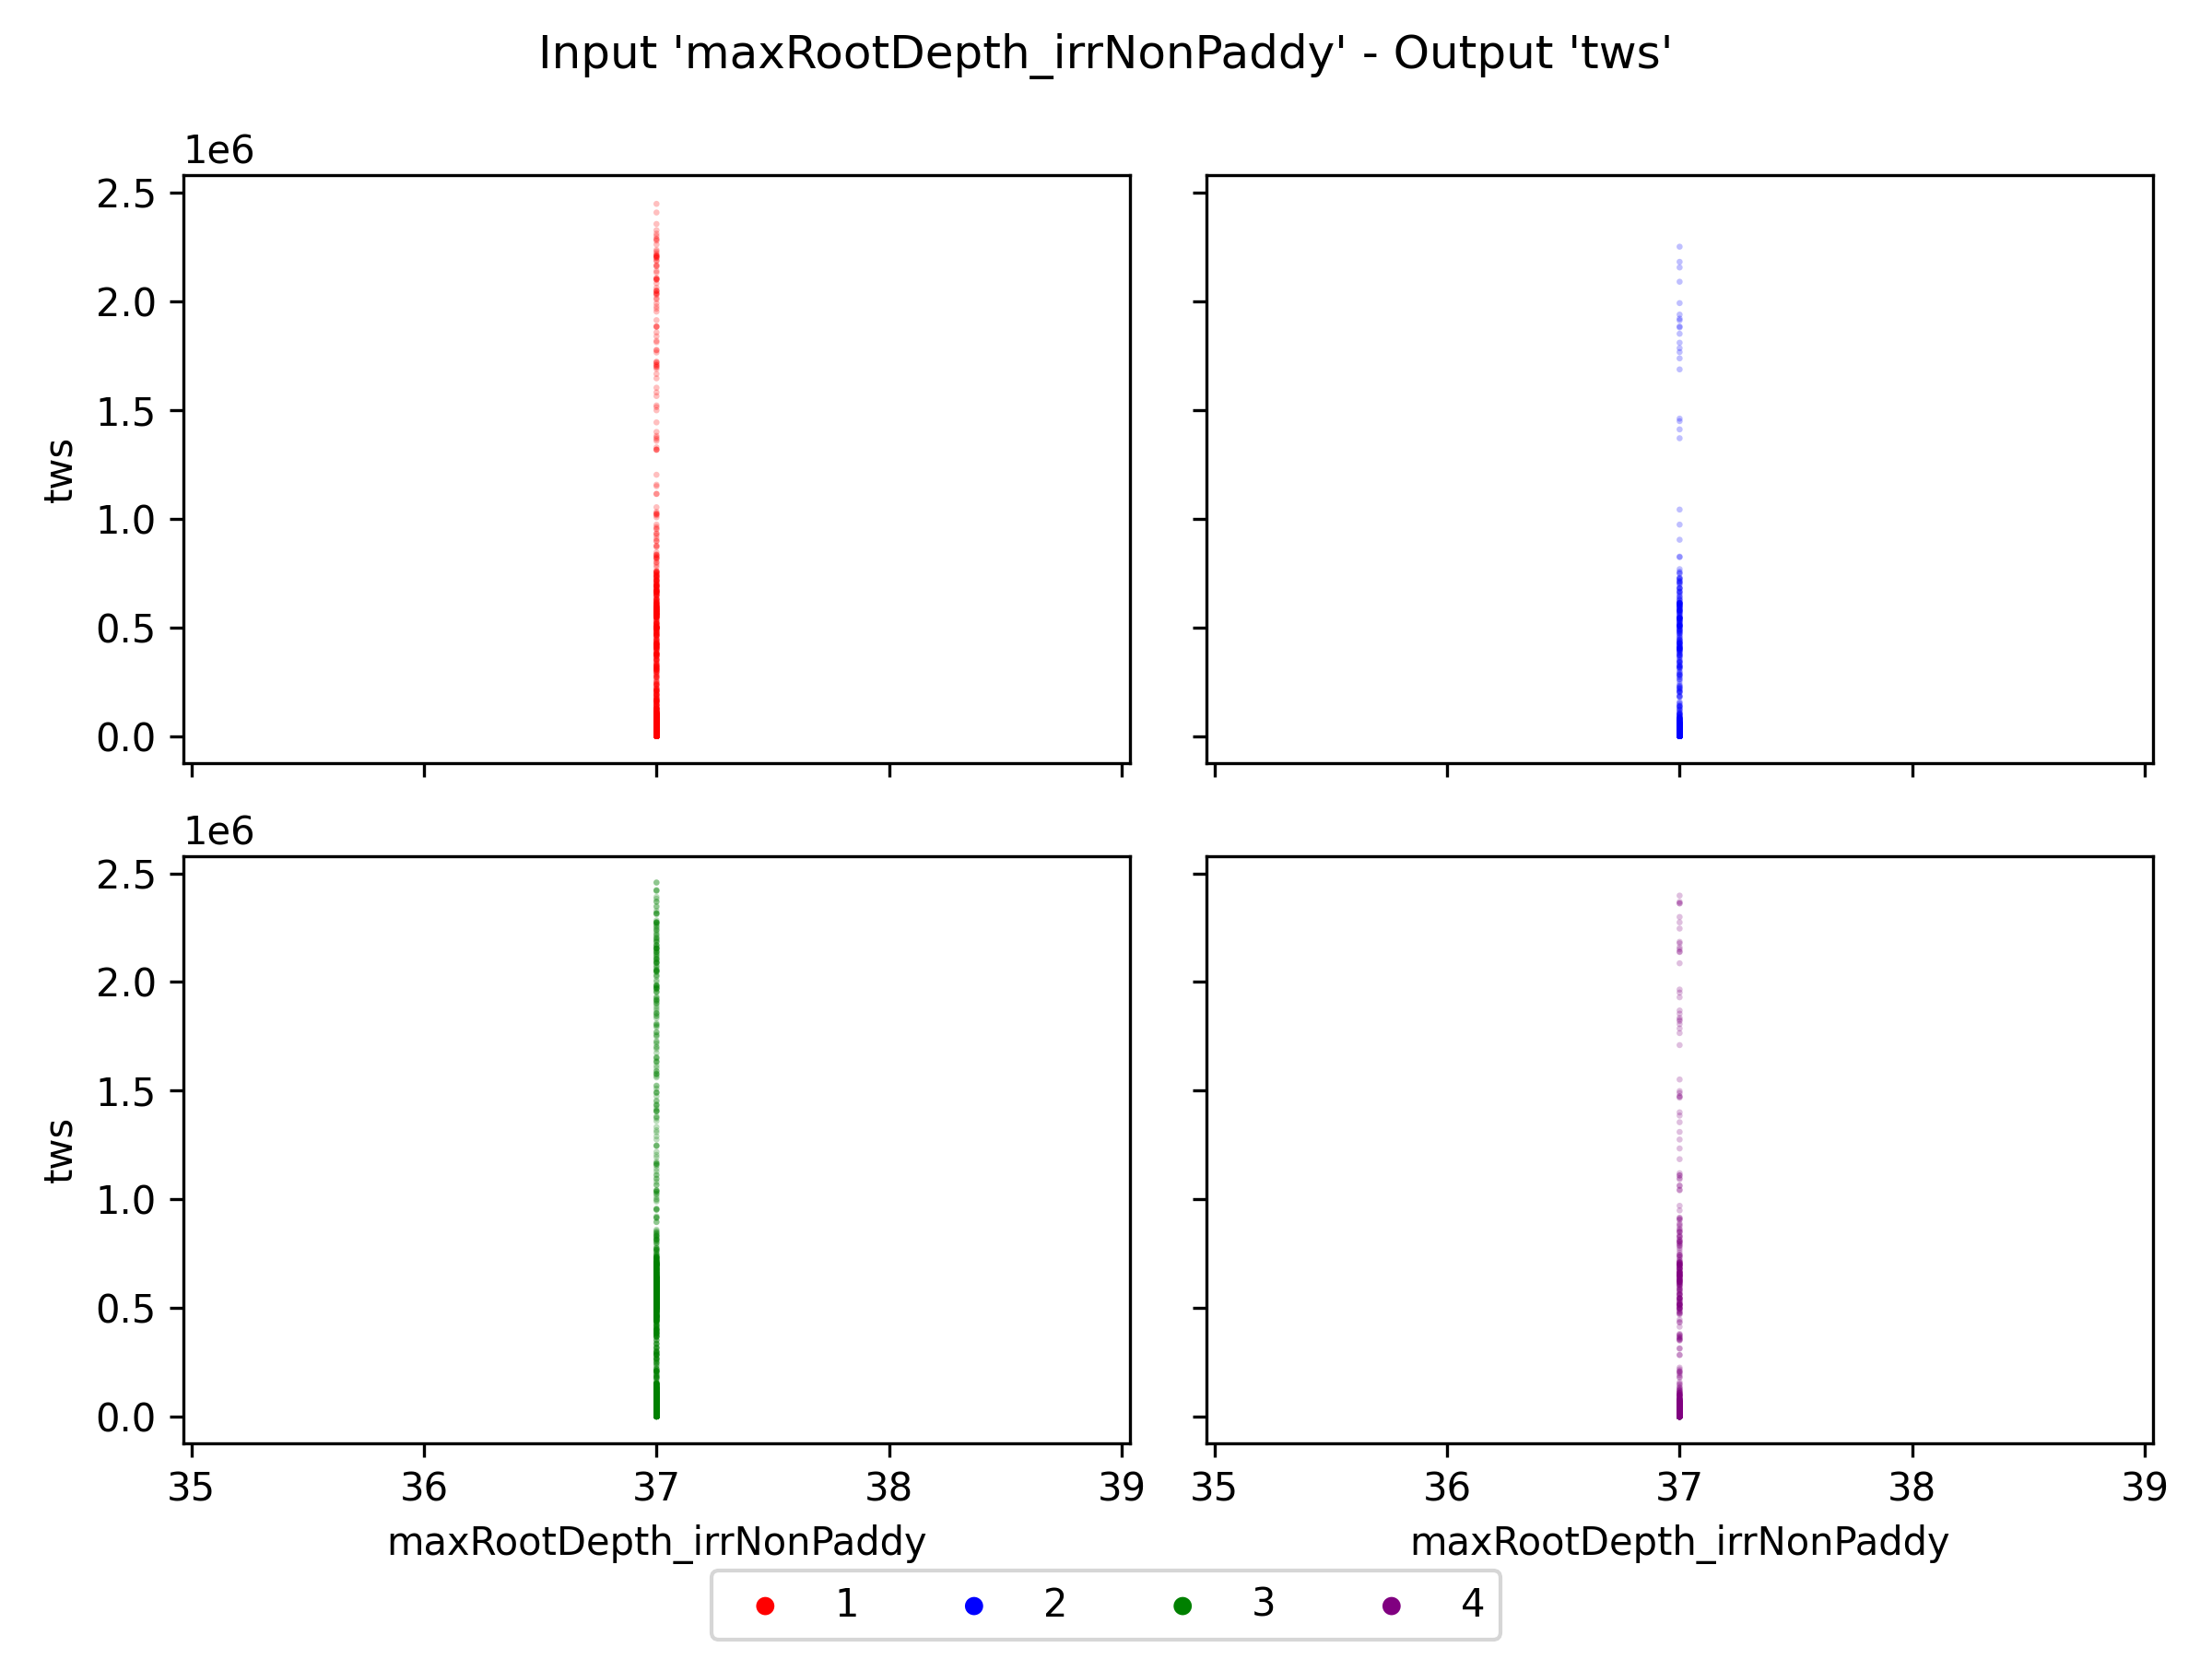 Input 'maxRootDepth_irrNonPaddy' - Output 'tws'
1e6
2.5
2.0
1.5
1.0
0.5
0.0
tws
1e6
2.5
2.0
1.5
1.0
0.5
0.0
tws
35 36 37 38 39 35 36 37 38 39
maxRootDepth_irrNonPaddy maxRootDepth_irrNonPaddy
1 2 3 4